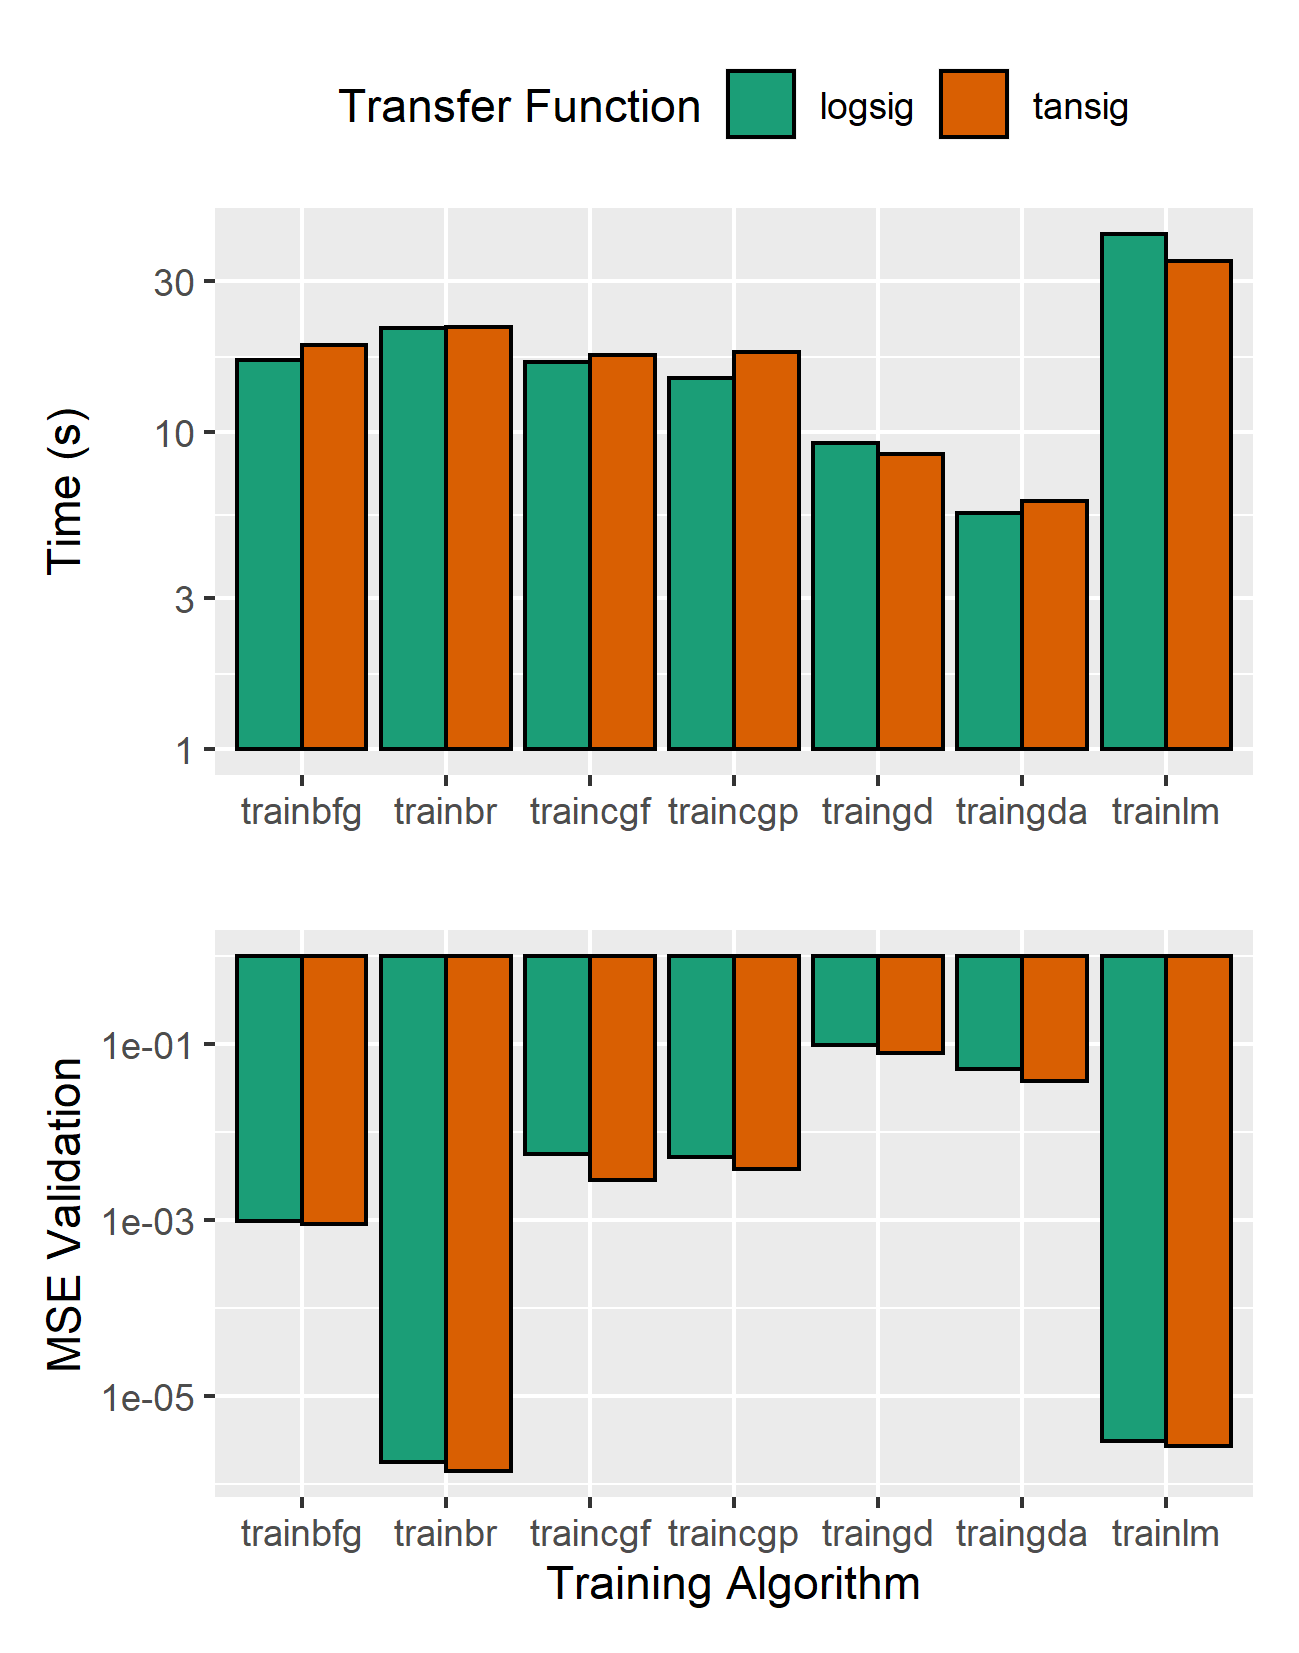 Transfer Function logsig tansig
Time (s)
30
10
3
1
trainbfg trainbr traincgf traincgp traingd traingda trainlm
MSE Validation
1e-01
1e-03
1e-05
trainbfg trainbr traincgf traincgp traingd traingda trainlm
Training Algorithm